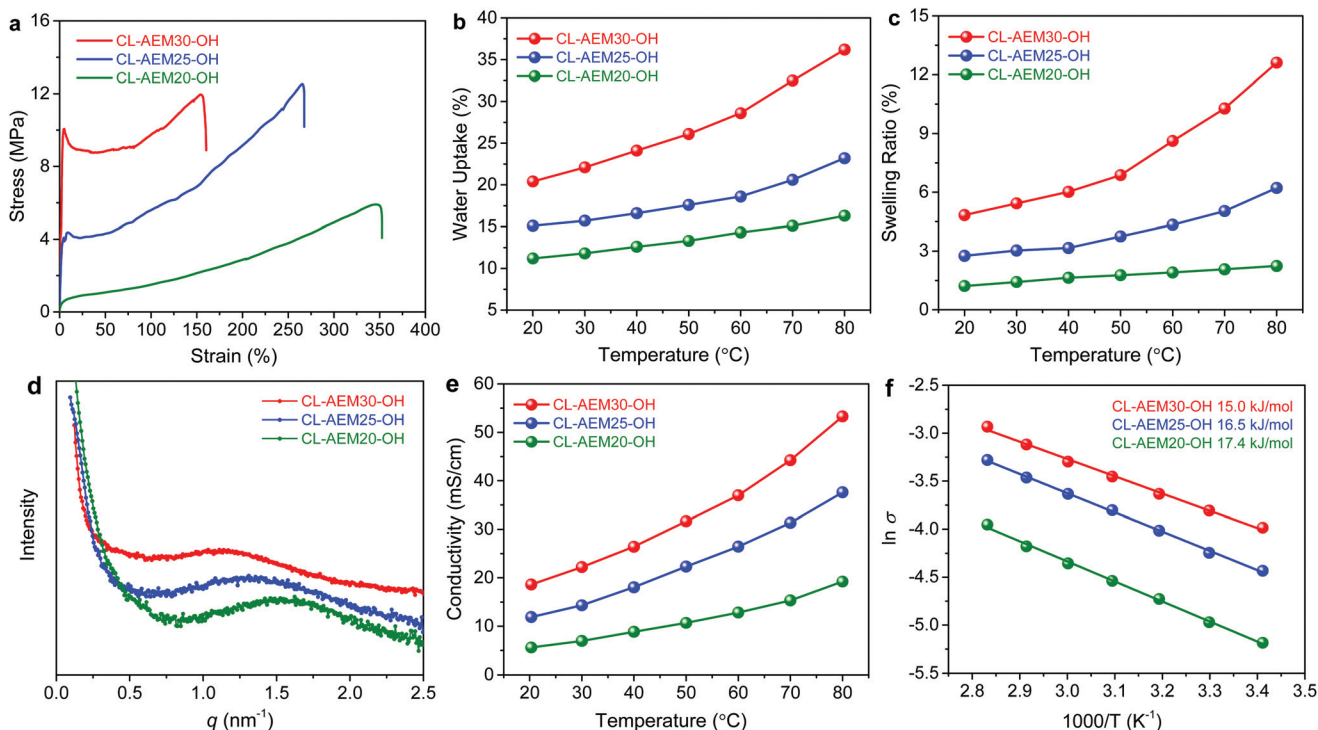 a
CL-AEM30-OH
CL-AEM25-OH
CL-AEM20-OH
16
12
8
4
0
Stress (MPa)
0 50 100 150 200 250 300 350 400
Strain (%)
b
CL-AEM30-OH
CL-AEM25-OH
CL-AEM20-OH
40
35
30
25
20
15
10
5
Water Uptake (%)
20 30 40 50 60 70 80
Temperature (°C)
c
CL-AEM30-OH
CL-AEM25-OH
CL-AEM20-OH
15
12
9
6
3
0
Swelling Ratio (%)
20 30 40 50 60 70 80
Temperature (°C)
d
CL-AEM30-OH
CL-AEM25-OH
CL-AEM20-OH
Intensity
0.0 0.5 1.0 1.5 2.0 2.5
q (nm⁻¹)
e
CL-AEM30-OH
CL-AEM25-OH
CL-AEM20-OH
60
50
40
30
20
10
0
Conductivity (mS/cm)
20 30 40 50 60 70 80
Temperature (°C)
f
CL-AEM30-OH 15.0 kJ/mol
CL-AEM25-OH 16.5 kJ/mol
CL-AEM20-OH 17.4 kJ/mol
-2.5
-3.0
-3.5
-4.0
-4.5
-5.0
-5.5
ln σ
2.8 2.9 3.0 3.1 3.2 3.3 3.4 3.5
1000/T (K⁻¹)